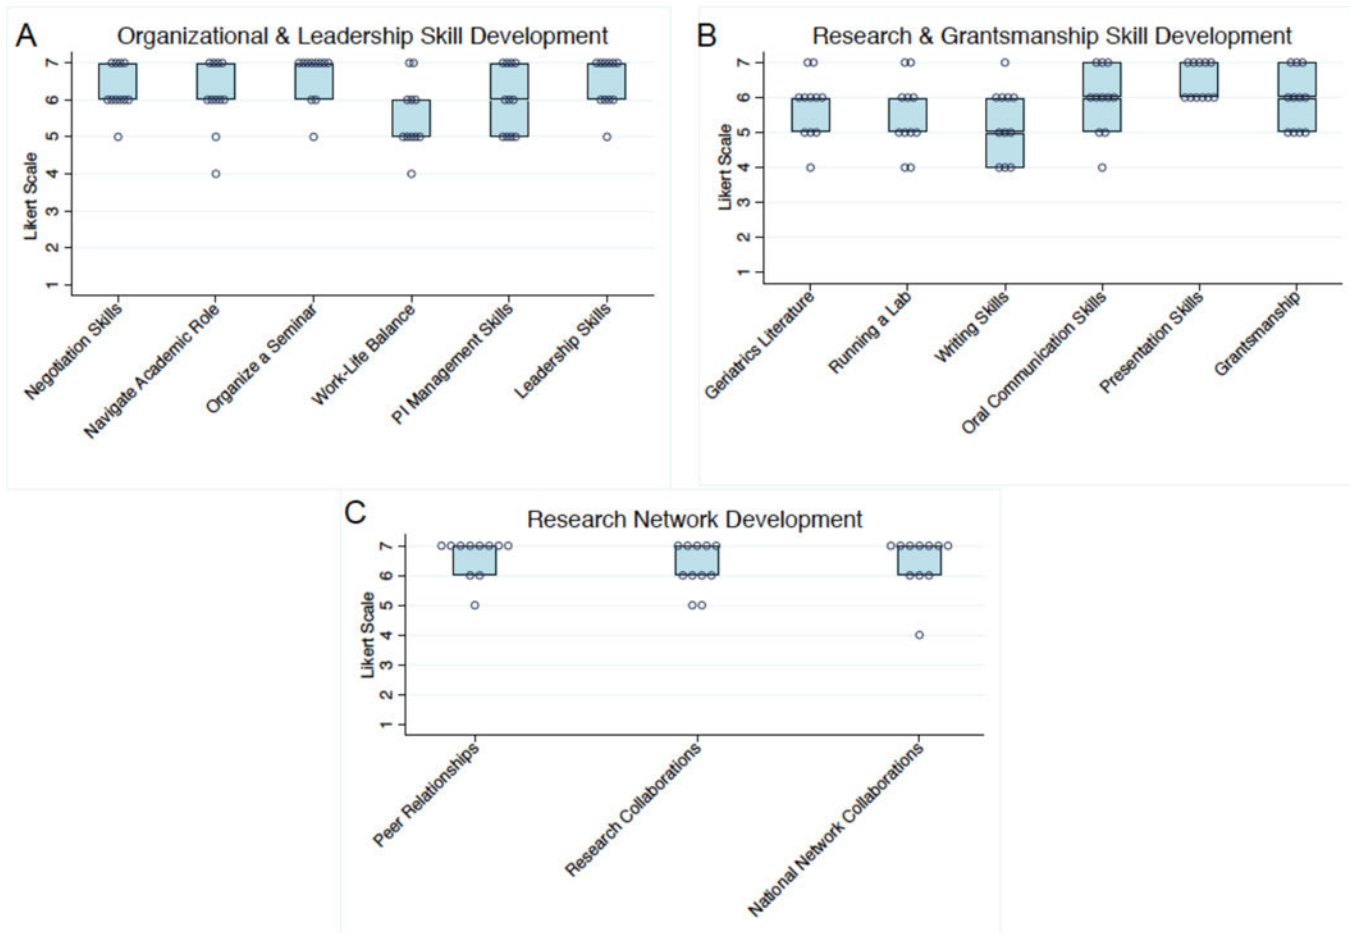 A
Organizational & Leadership Skill Development
Likert Scale
7
6
5
4
3
2
1
Negotiation Skills
Navigate Academic Role
Organize a Seminar
Work-Life Balance
PI Management Skills
Leadership Skills
B
Research & Grantsmanship Skill Development
Likert Scale
7
6
5
4
3
2
1
Geriatrics Literature
Running a Lab
Writing Skills
Oral Communication Skills
Presentation Skills
Grantsmanship
C
Research Network Development
Likert Scale
7
6
5
4
3
2
1
Peer Relationships
Research Collaborations
National Network Collaborations